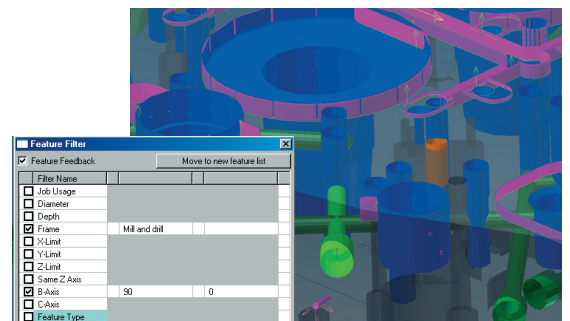 Feature Filter
Feature Feedback
Move to new feature list
Filter Name
Job Usage
Diameter
Depth
Frame Mill and drill
X-Limit
Y-Limit
Z-Limit
Same Z Axis
B-Axis 90 0
C-Axis
Feature Type